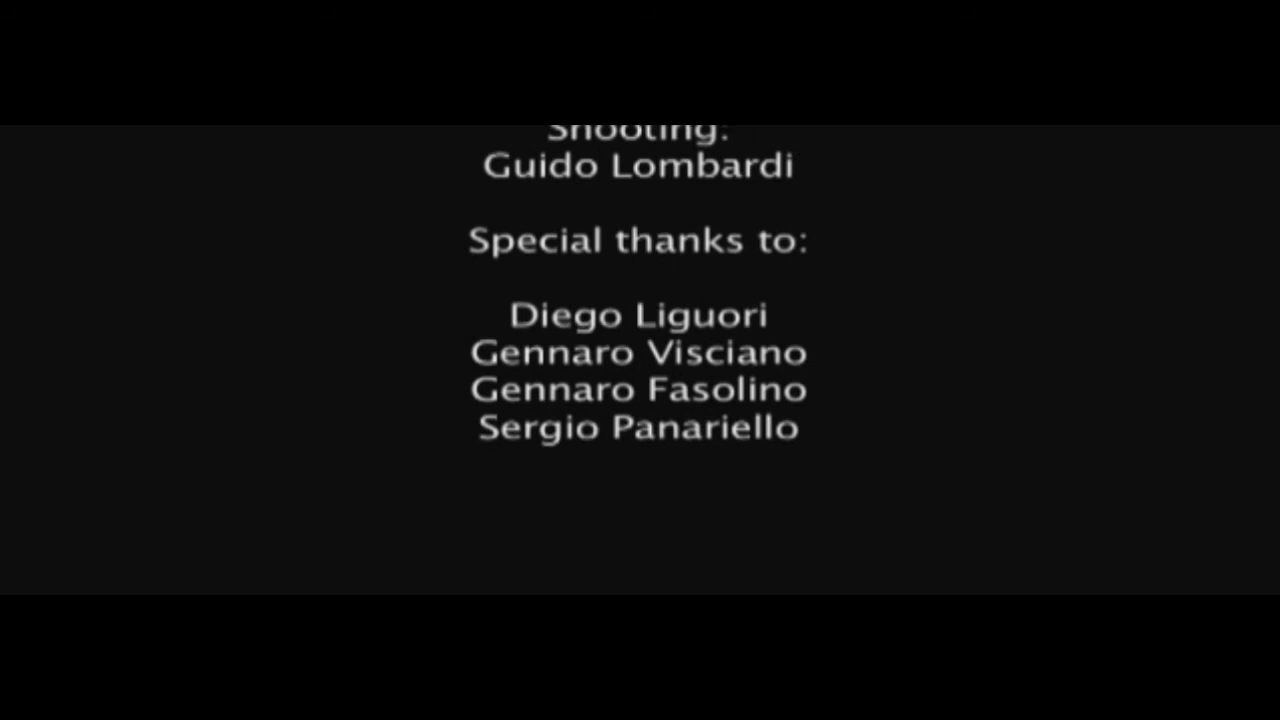 Shooting:
Guido Lombardi
Special thanks to:
Diego Liguori
Gennaro Visciano
Gennaro Fasolino
Sergio Panariello